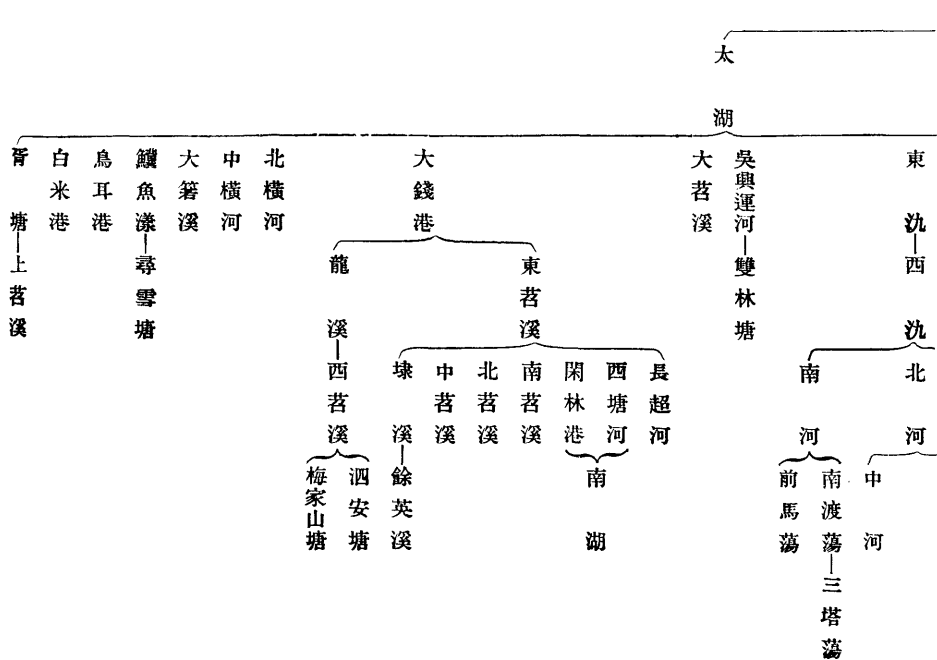 太湖
東氿
西氿
北河
中河
南河
南渡蕩
三塔蕩
前馬蕩
吳興運河
雙林塘
大苕溪
大錢港
東苕溪
長超河
西塘河
閑林港
南湖
南苕溪
北苕溪
中苕溪
埭溪
餘英溪
龍溪
西苕溪
泗安塘
梅家山塘
北橫河
中橫河
大箬溪
魚漾
尋雪塘
烏耳港
白米港
胥塘
上苕溪